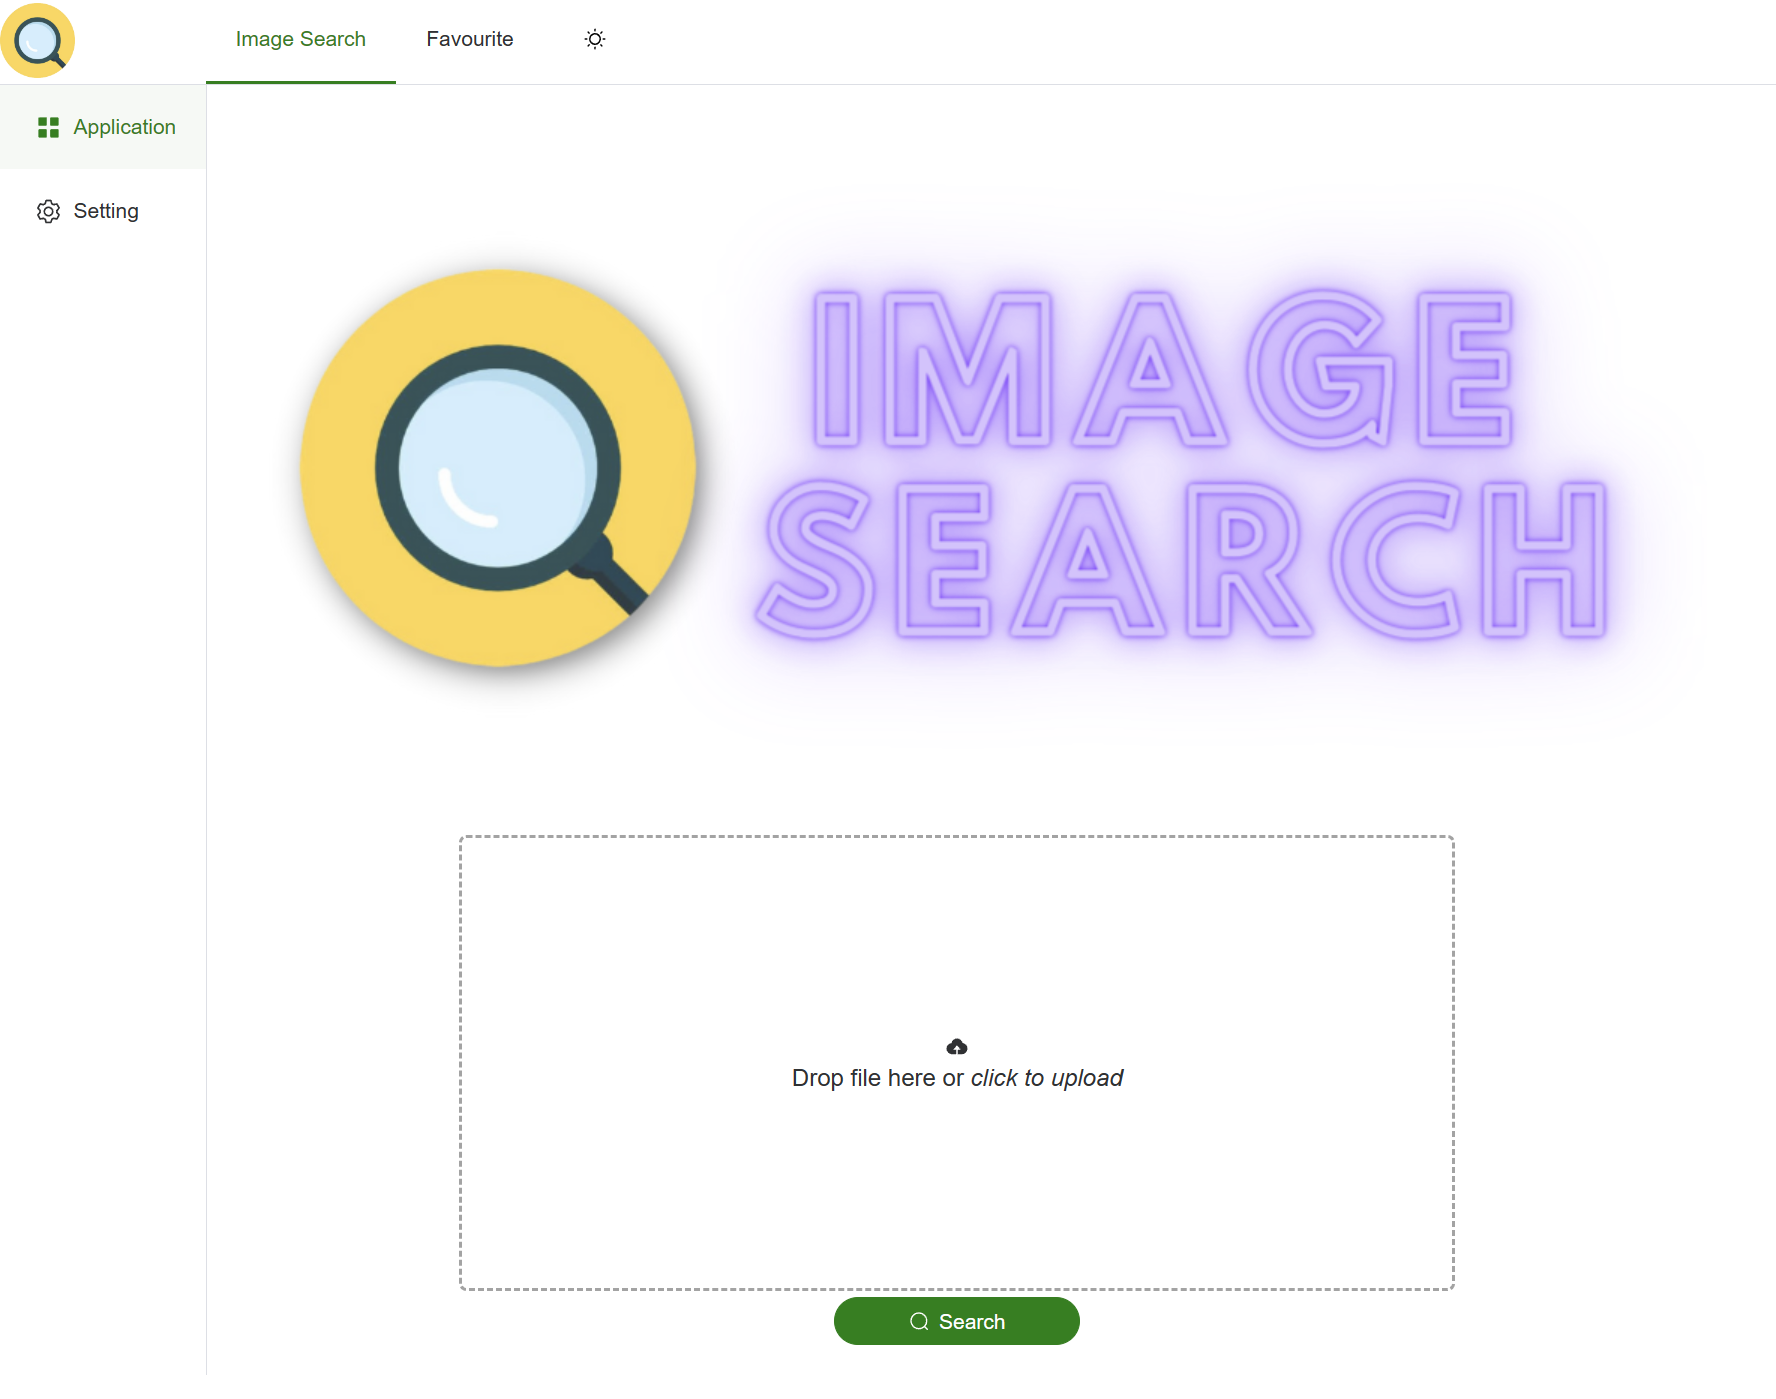 Image Search
Favourite
Application
Setting
IMAGE
SEARCH
Drop file here or click to upload
Search